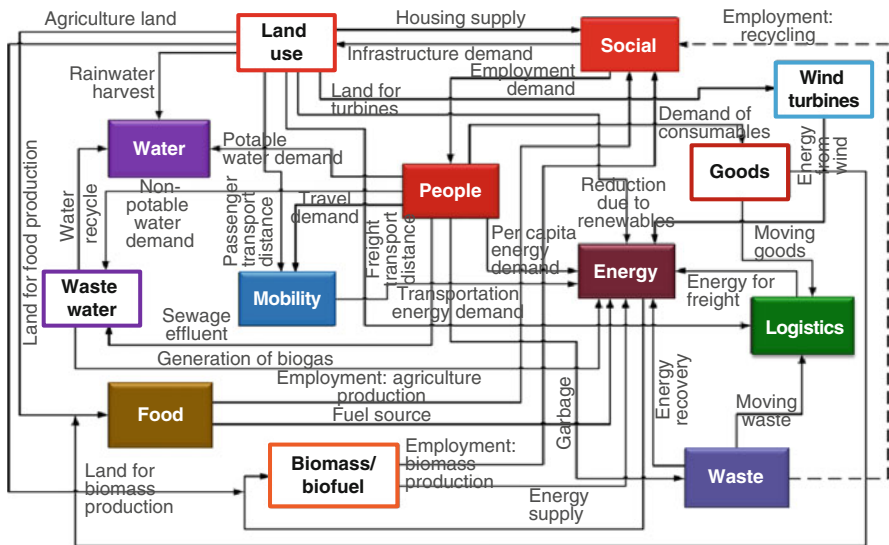 Agriculture land
Housing supply
Employment:
recycling
Land
use
Infrastructure demand
Social
Rainwater
harvest
Employment
demand
Land for
turbines
Wind
turbines
Water
Potable
water demand
Demand of
consumables
Energy
from
wind
Goods
People
Land for food production
Water
recycle
Non-
potable water
demand
Passenger
transport
distance
Travel
demand
Freight
transport
distance
Reduction
due to
renewables
Per capita
energy
demand
Moving
goods
Energy
Waste
water
Mobility
Transportation
energy demand
Energy for
freight
Logistics
Sewage
effluent
Generation of biogas
Employment: agriculture
production
Fuel source
Food
Garbage
Energy
recovery
Moving
waste
Land for
biomass
production
Biomass/
biofuel
Employment:
biomass
production
Energy
supply
Waste